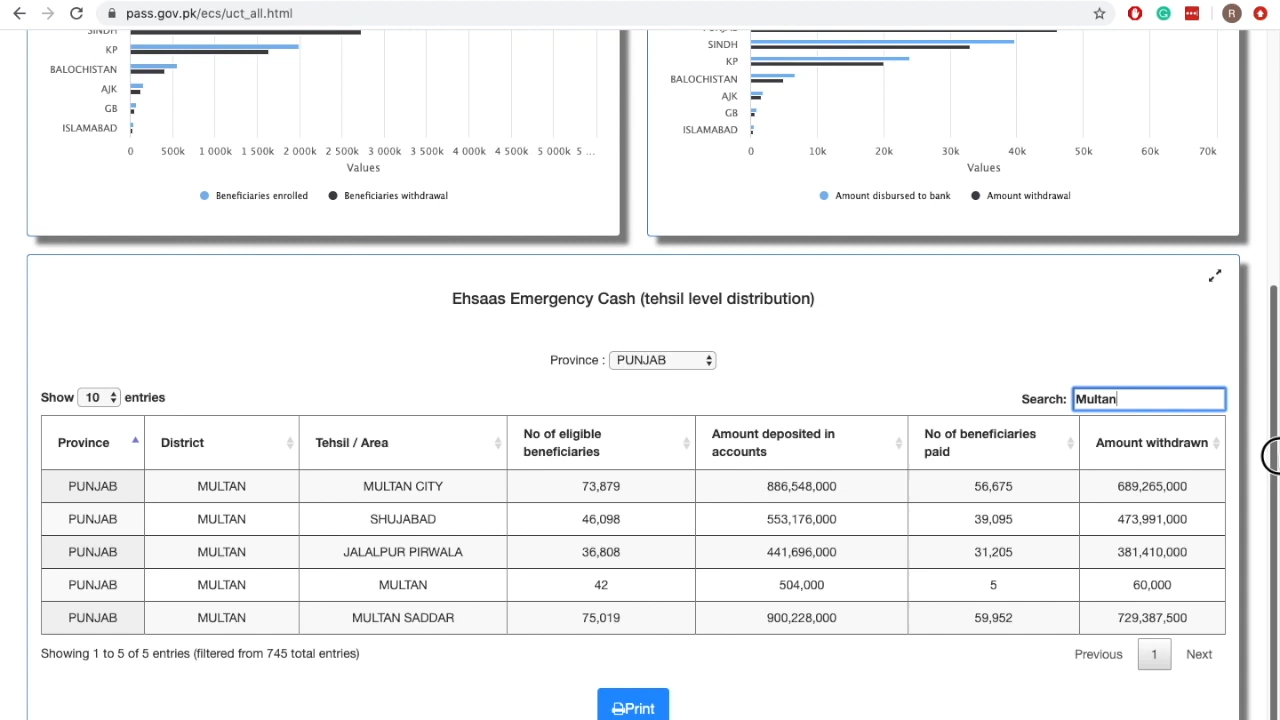 pass.gov.pk/ecs/uct_all.html
R
SINDH
KP
BALOCHISTAN
AJK
GB
ISLAMABAD
0 500k 1 000k 1 500k 2 000k 2 500k 3 000k 3 500k 4 000k 4 500k 5 000k 5 ...
Values
Beneficiaries enrolled Beneficiaries withdrawal
SINDH
KP
BALOCHISTAN
AJK
GB
ISLAMABAD
0 10k 20k 30k 40k 50k 60k 70k
Values
Amount disbursed to bank Amount withdrawal
Ehsaas Emergency Cash (tehsil level distribution)
Province : PUNJAB
Show 10 entries Search: Multan
Province District Tehsil / Area No of eligible beneficiaries Amount deposited in accounts No of beneficiaries paid Amount withdrawn
PUNJAB MULTAN MULTAN CITY 73,879 886,548,000 56,675 689,265,000
PUNJAB MULTAN SHUJABAD 46,098 553,176,000 39,095 473,991,000
PUNJAB MULTAN JALALPUR PIRWALA 36,808 441,696,000 31,205 381,410,000
PUNJAB MULTAN MULTAN 42 504,000 5 60,000
PUNJAB MULTAN MULTAN SADDAR 75,019 900,228,000 59,952 729,387,500
Showing 1 to 5 of 5 entries (filtered from 745 total entries) Previous 1 Next
Print